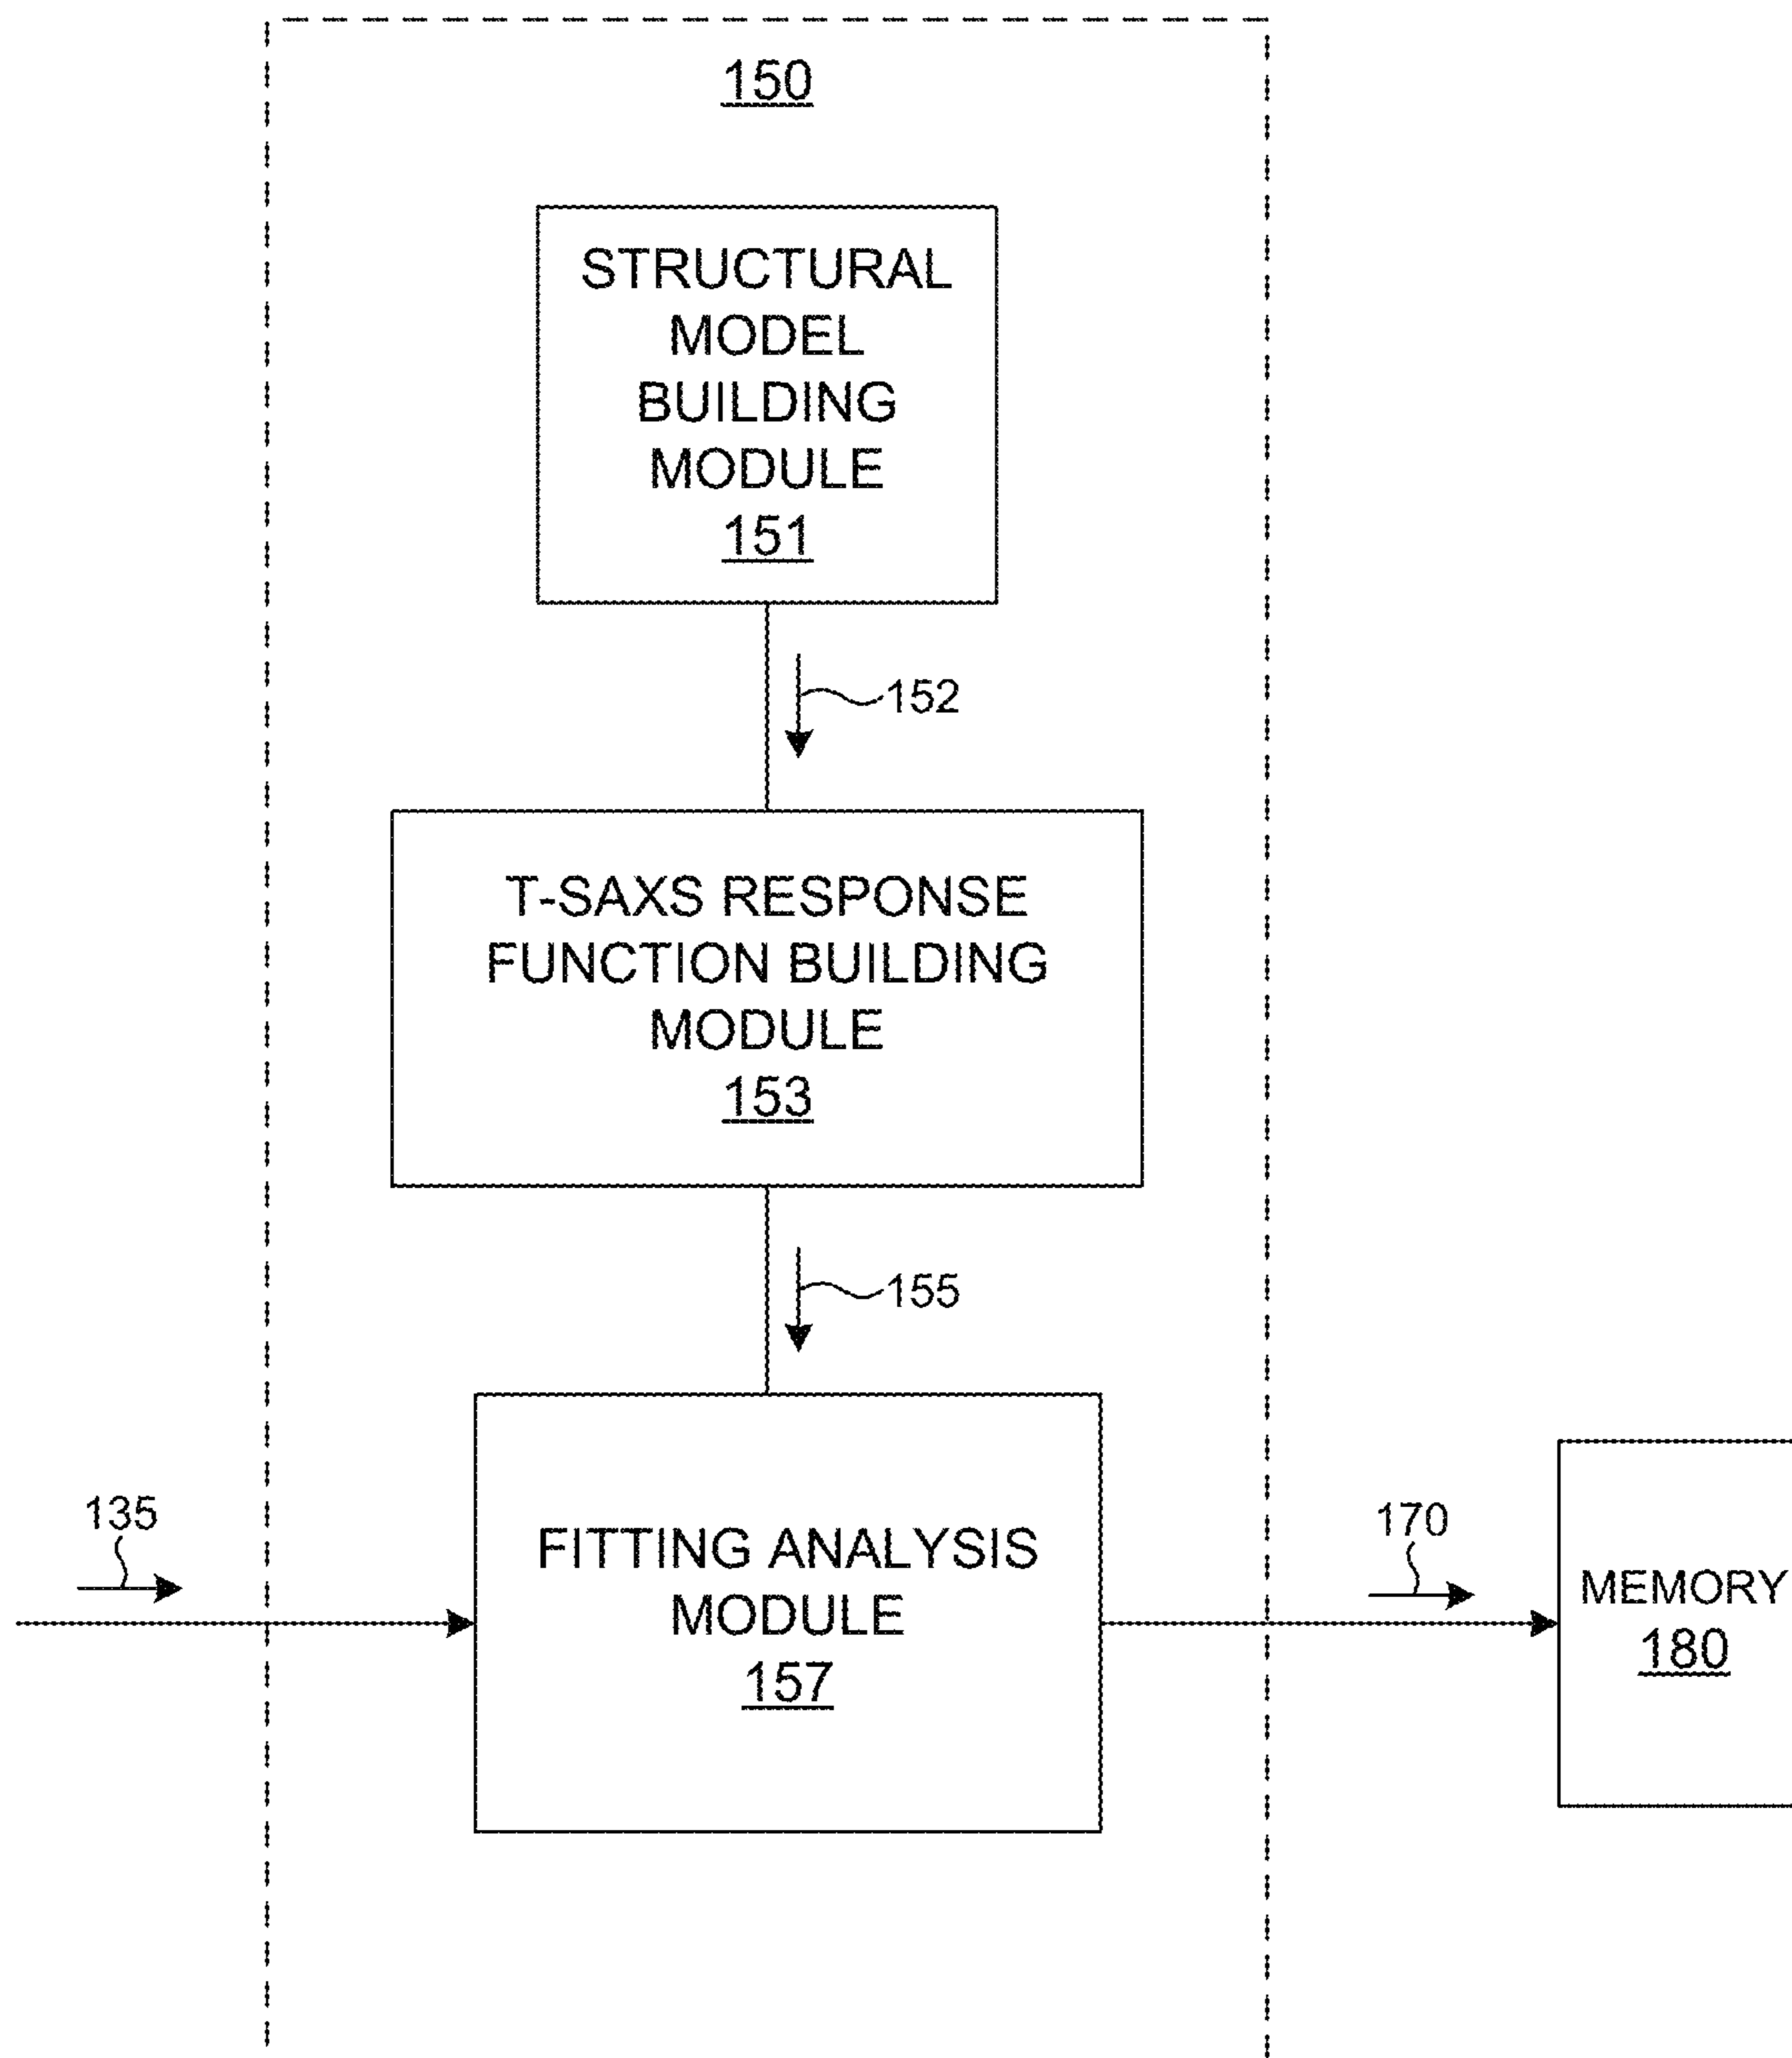 150
STRUCTURAL
MODEL
BUILDING
MODULE
151
152
T-SAXS RESPONSE
FUNCTION BUILDING
MODULE
153
155
135
FITTING ANALYSIS
MODULE
157
170
MEMORY
180